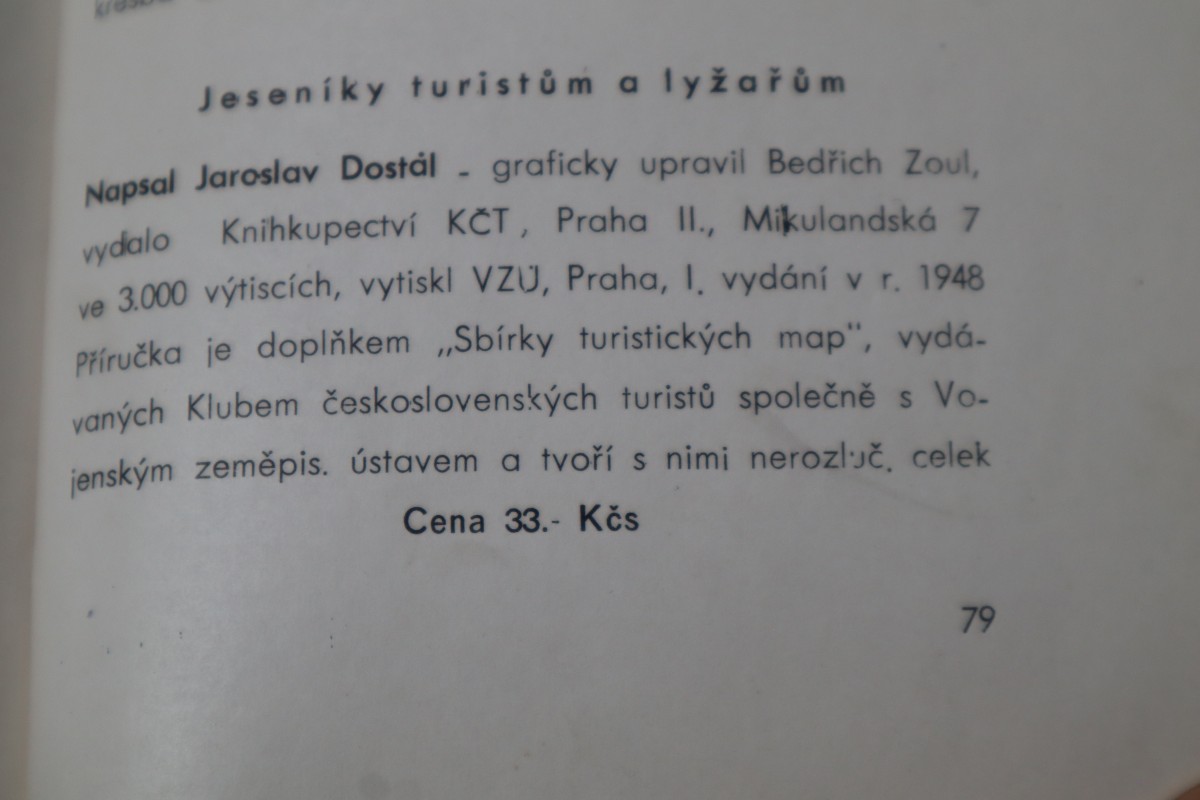 Jeseníky turistům a lyžařům
Napsal Jaroslav Dostál - graficky upravil Bedřich Zoul,
vydalo Knihkupectví KČT, Praha II., Mikulandská 7
ve 3.000 výtiscích, vytiskl VZÚ, Praha, I. vydání v r. 1948
Příručka je doplňkem „Sbírky turistických map", vydá-
vaných Klubem československých turistů společně s Vo-
jenským zeměpis. ústavem a tvoří s nimi nerozluč. celek
Cena 33.- Kčs
79